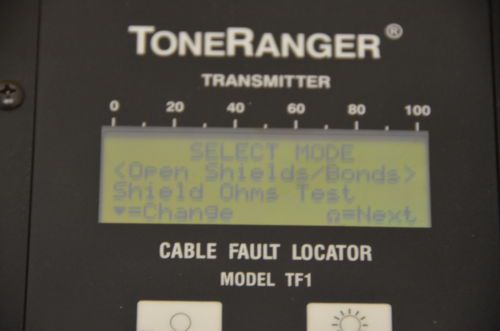 TONERANGER®
TRANSMITTER
0 20 40 60 80 100
SELECT MODE
<Open Shields/Bonds>
Shield Ohms Test
▼=Change Ω=Next
CABLE FAULT LOCATOR
MODEL TF1